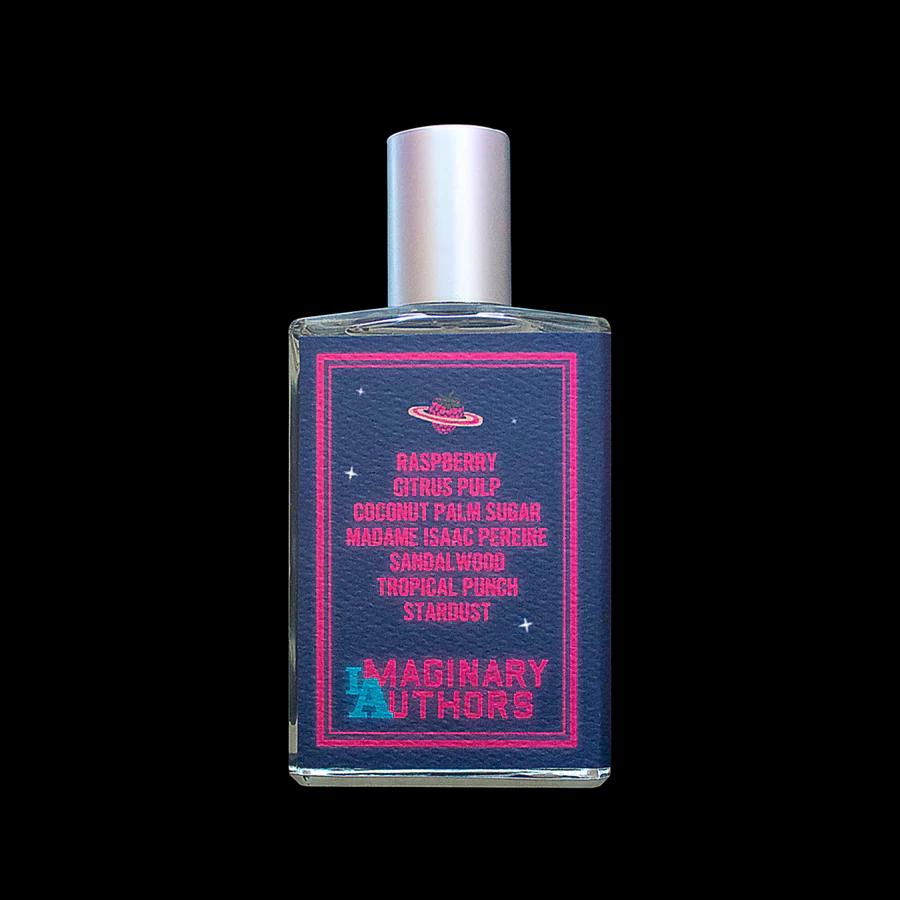 RASPBERRY
CITRUS PULP
COCONUT PALM SUGAR
MADAME ISAAC PEREIRE
SANDALWOOD
TROPICAL PUNCH
STARDUST
IMAGINARY
AUTHORS